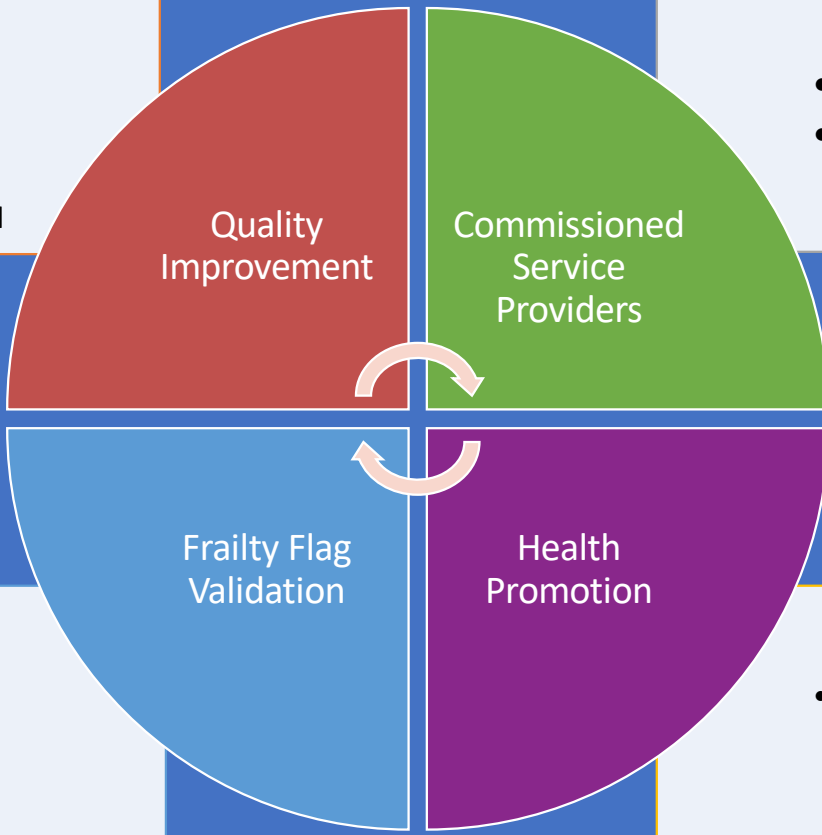 Quality
Improvement
Commissioned
Service
Providers
Frailty Flag
Validation
Health
Promotion